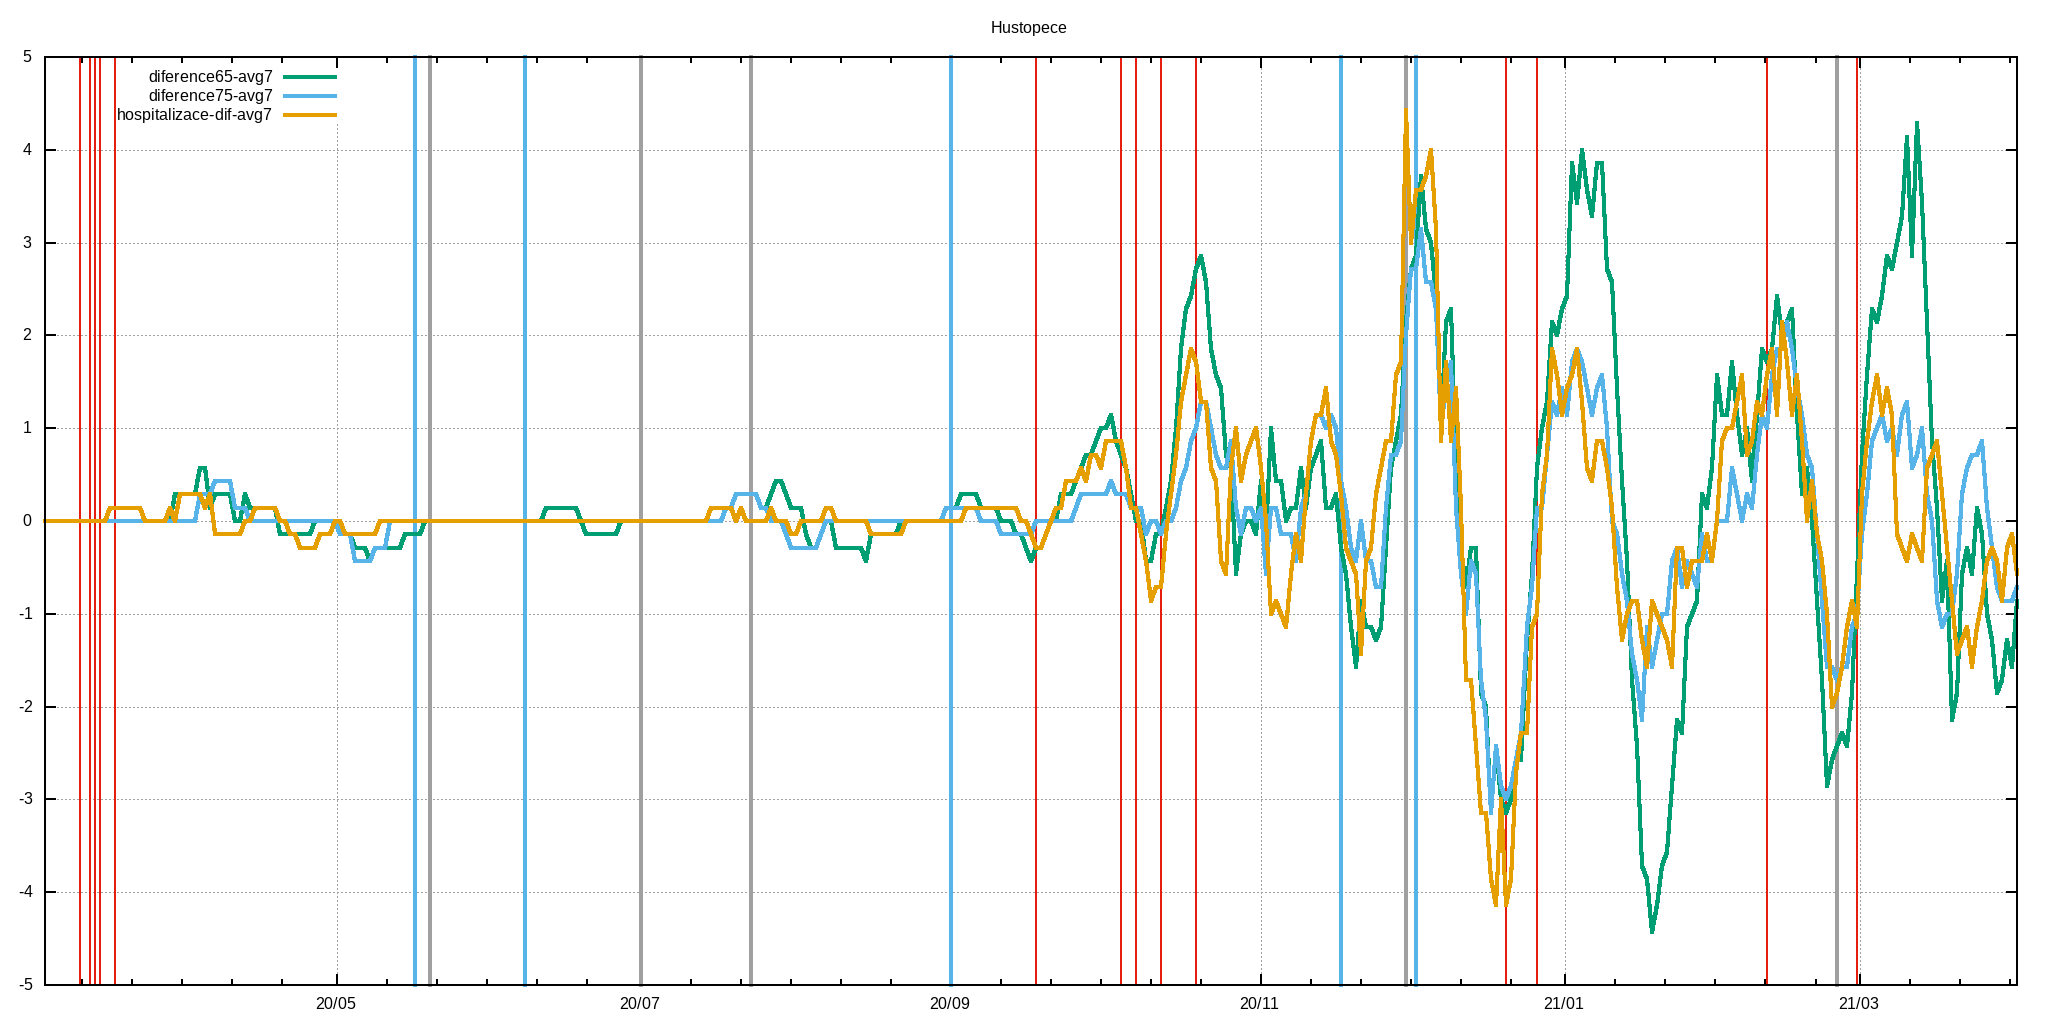 Hustopece
5
diference65-avg7
diference75-avg7
hospitalizace-dif-avg7
4
3
2
1
0
-1
-2
-3
-4
-5
20/05 20/07 20/09 20/11 21/01 21/03